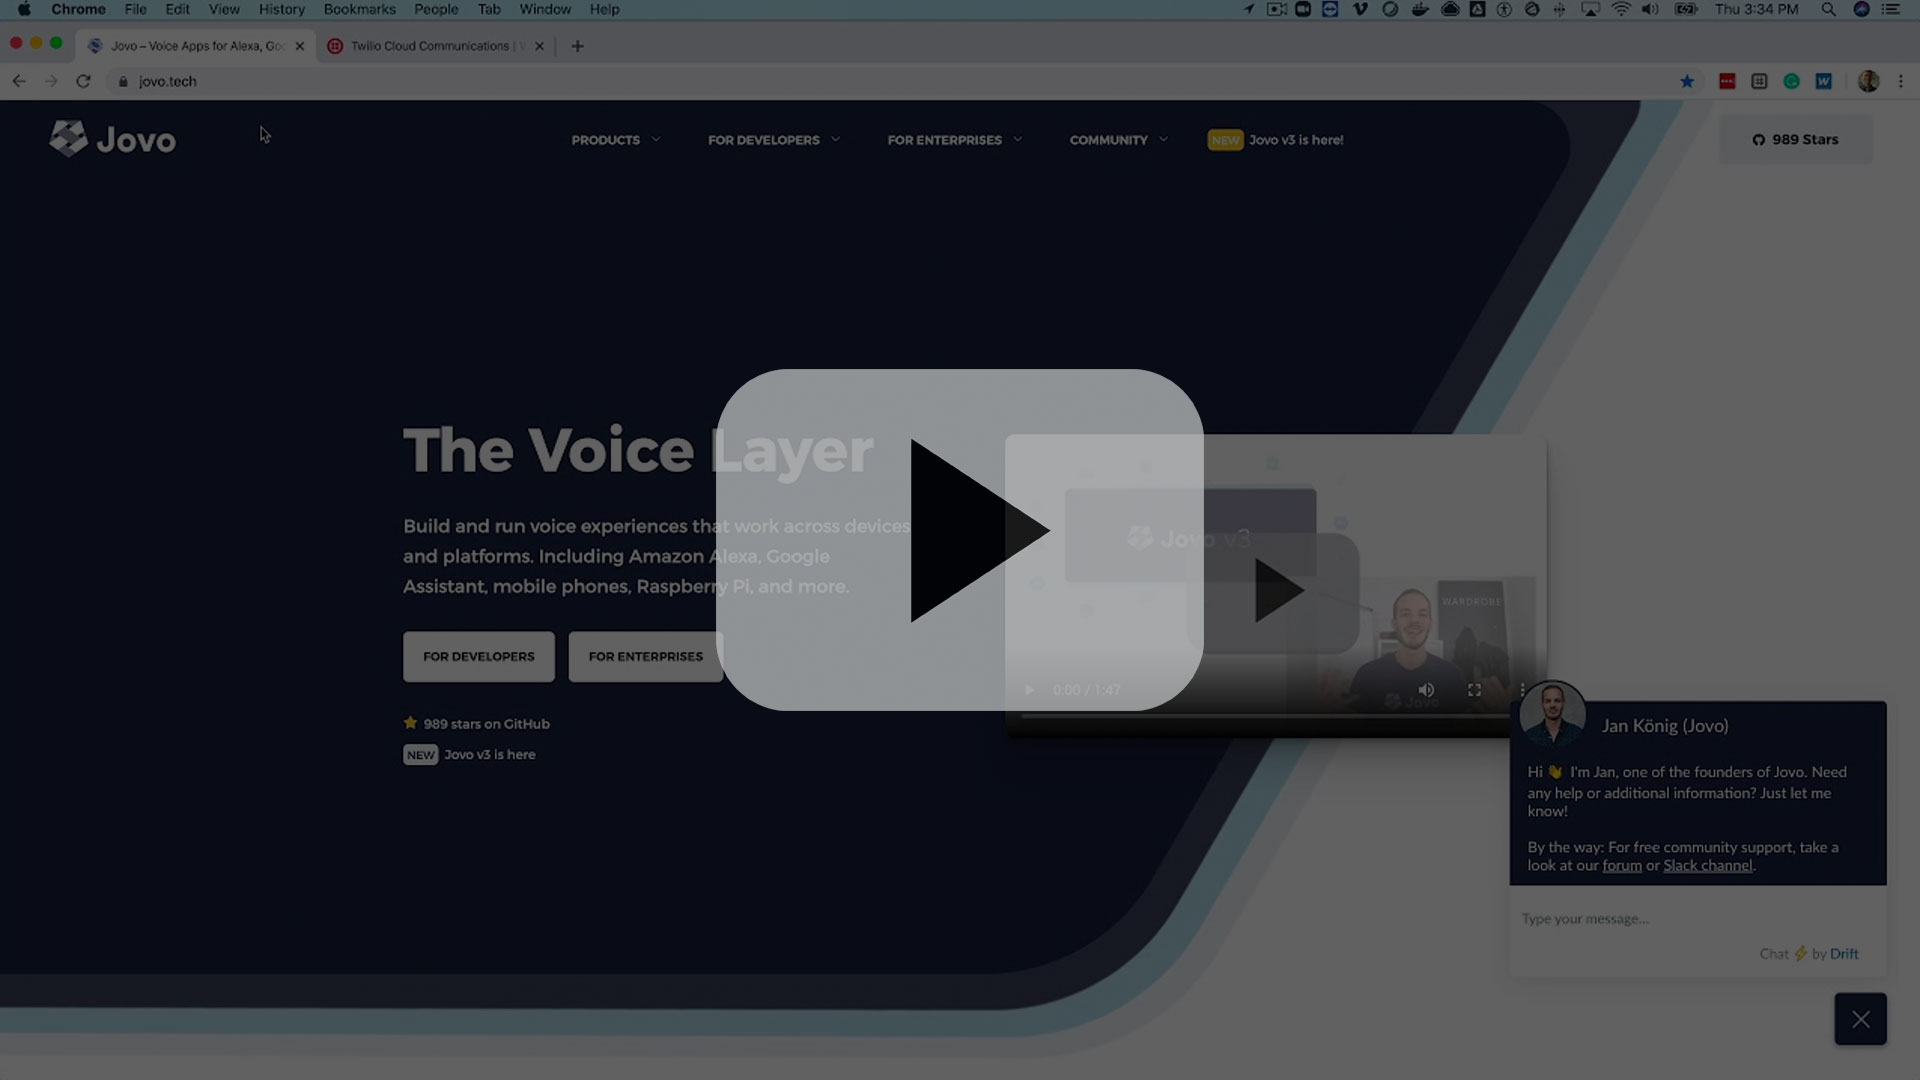 Chrome File Edit View History Bookmarks People Tab Window Help Thu 3:34 PM
Jovo – Voice Apps for Alexa, Goo
Twilio Cloud Communications |
jovo.tech
Jovo
PRODUCTS
FOR DEVELOPERS
FOR ENTERPRISES
COMMUNITY
NEW Jovo v3 is here!
989 Stars
The Voice Layer
Build and run voice experiences that work across devices
and platforms. Including Amazon Alexa, Google
Assistant, mobile phones, Raspberry Pi, and more.
FOR DEVELOPERS
FOR ENTERPRISES
989 stars on GitHub
NEW Jovo v3 is here
Jovo v3
WARDROBE
Jovo
0:00 / 1:47
Jan König (Jovo)
Hi 👋 I'm Jan, one of the founders of Jovo. Need
any help or additional information? Just let me
know!
By the way: For free community support, take a
look at our forum or Slack channel.
Type your message...
Chat ⚡ by Drift